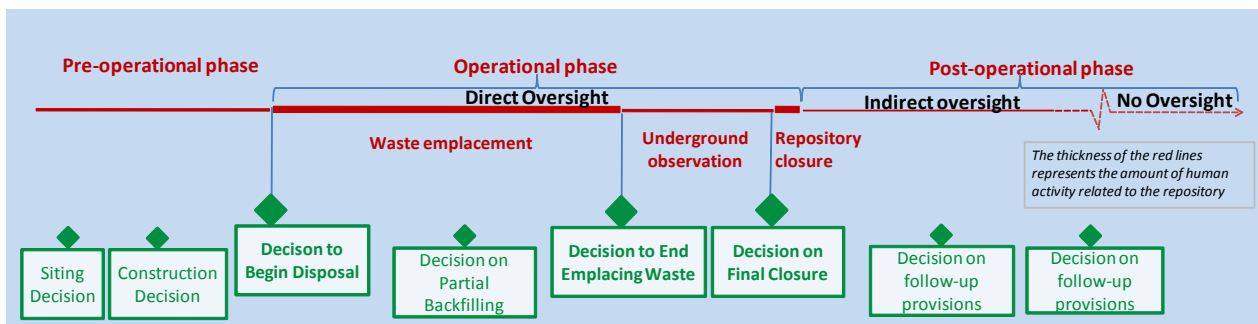 Pre-operational phase
Operational phase
Post-operational phase
Direct Oversight
Indirect oversight
No Oversight
Waste emplacement
Underground
observation
Repository
closure
The thickness of the red lines
represents the amount of human
activity related to the repository
Siting
Decision
Construction
Decision
Decison to
Begin Disposal
Decision on
Partial
Backfilling
Decision to End
Emplacing Waste
Decision on
Final Closure
Decision on
follow-up
provisions
Decision on
follow-up
provisions